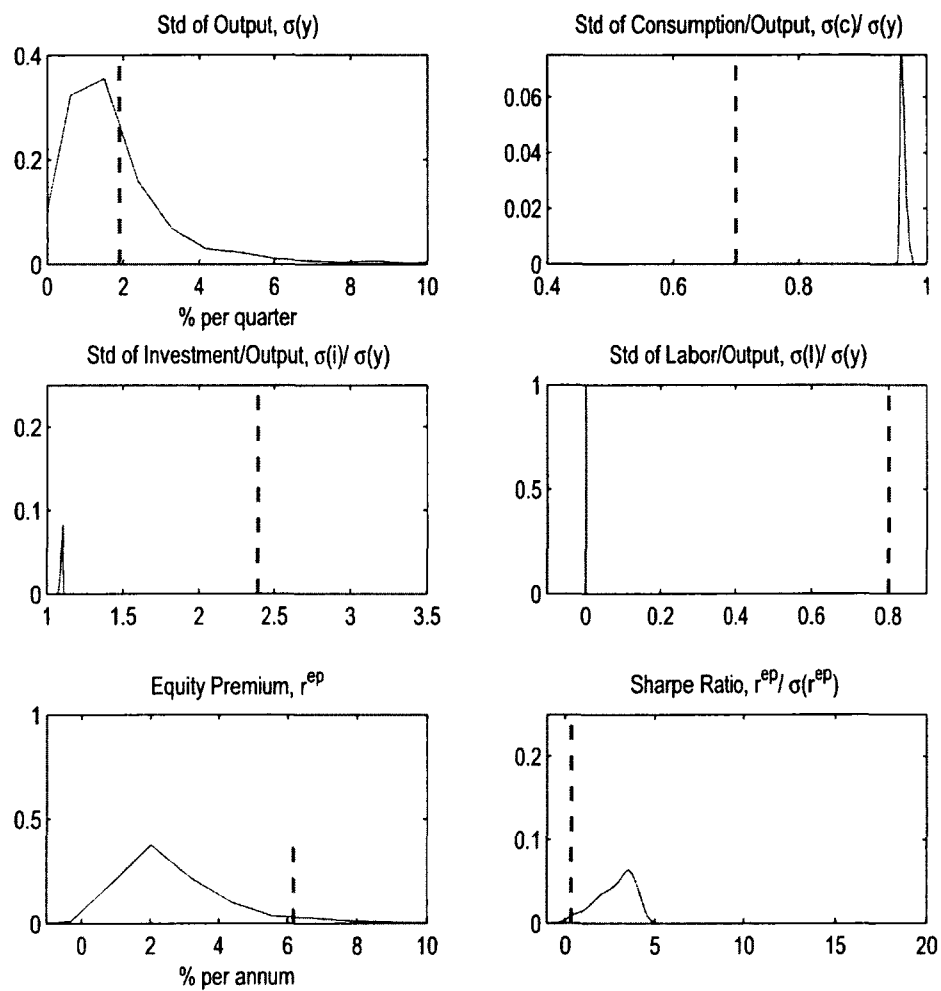 Std of Output, σ(y)
0.4
0.2
0
0 2 4 6 8 10
% per quarter
Std of Consumption/Output, σ(c)/ σ(y)
0.06
0.04
0.02
0
0.4 0.6 0.8 1
Std of Investment/Output, σ(i)/ σ(y)
0.2
0.1
0
1 1.5 2 2.5 3 3.5
Std of Labor/Output, σ(l)/ σ(y)
1
0.5
0
0 0.2 0.4 0.6 0.8
Equity Premium, r^ep
1
0.5
0
0 2 4 6 8 10
% per annum
Sharpe Ratio, r^ep/ σ(r^ep)
0.2
0.1
0
0 5 10 15 20